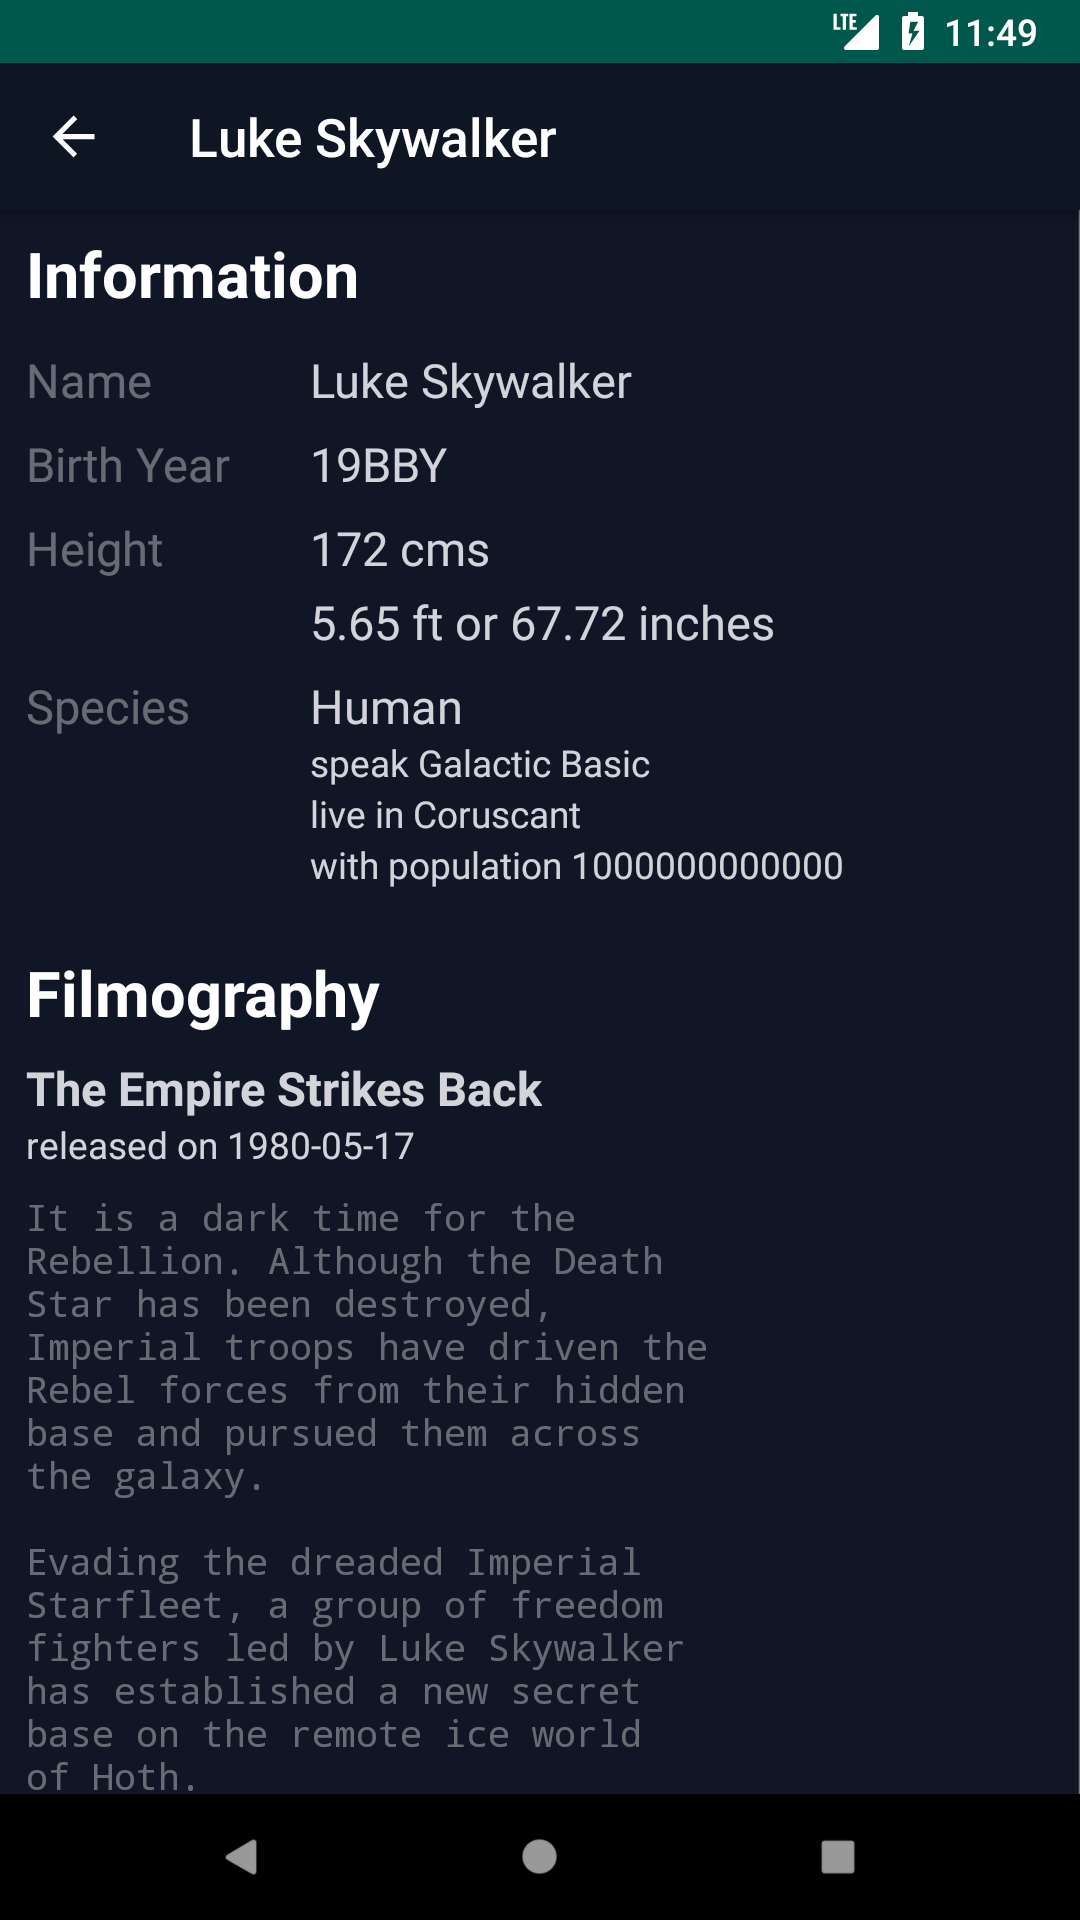 LTE 11:49
Luke Skywalker
Information
Name Luke Skywalker
Birth Year 19BBY
Height 172 cms
5.65 ft or 67.72 inches
Species Human
speak Galactic Basic
live in Coruscant
with population 1000000000000
Filmography
The Empire Strikes Back
released on 1980-05-17
It is a dark time for the
Rebellion. Although the Death
Star has been destroyed,
Imperial troops have driven the
Rebel forces from their hidden
base and pursued them across
the galaxy.
Evading the dreaded Imperial
Starfleet, a group of freedom
fighters led by Luke Skywalker
has established a new secret
base on the remote ice world
of Hoth.